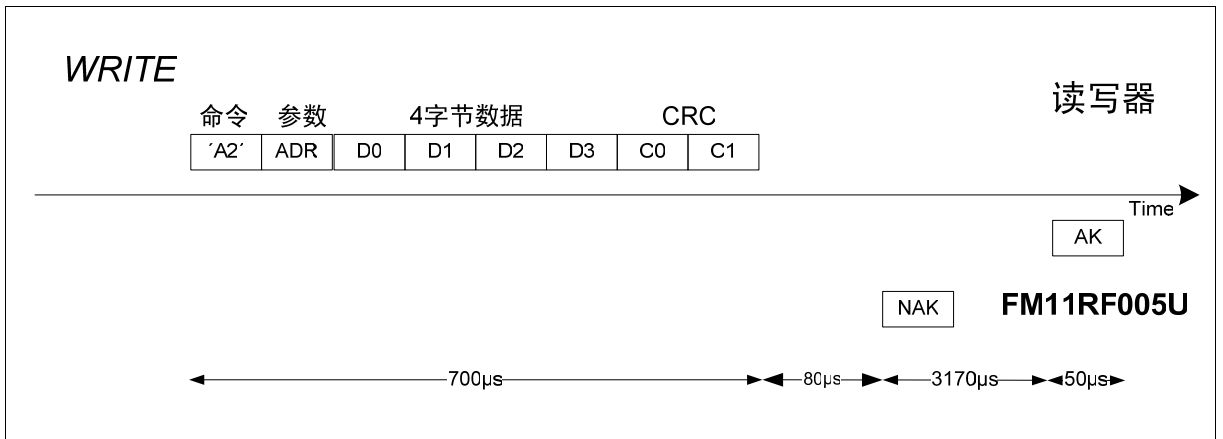 WRITE
读写器
命令 参数 4字节数据 CRC
´A2´ ADR D0 D1 D2 D3 C0 C1
Time
AK
NAK FM11RF005U
700µs 80µs 3170µs 50µs